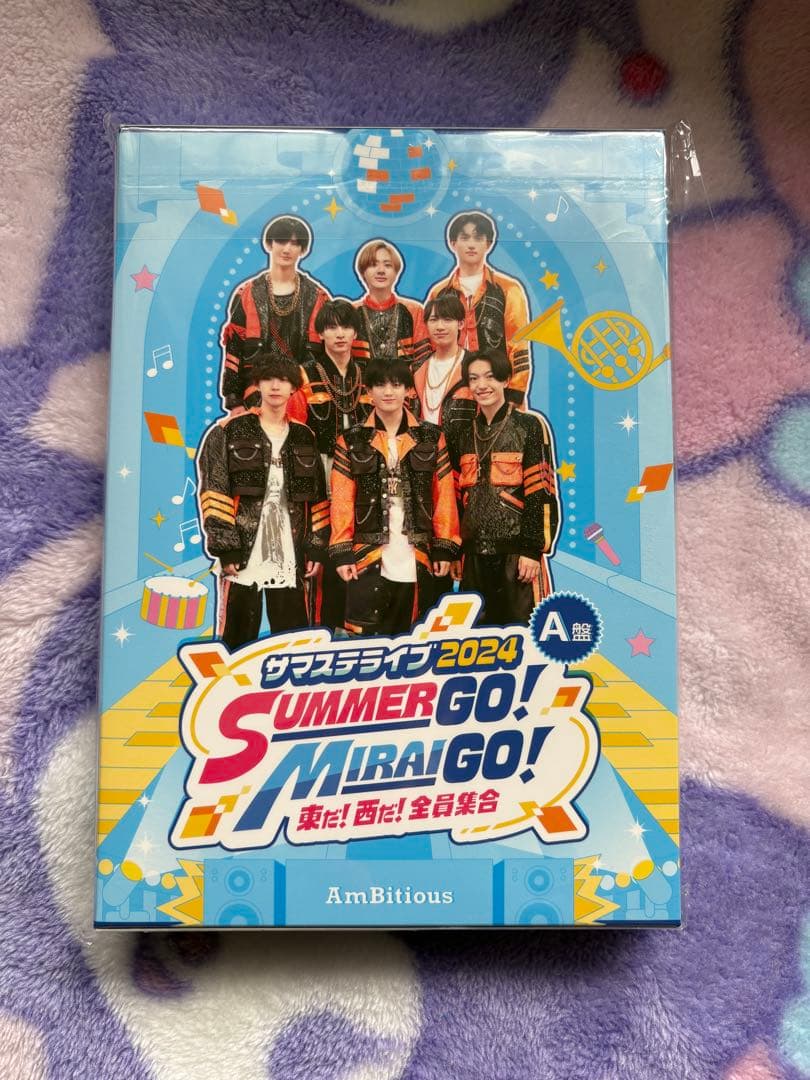 A盤
サマステライブ2024
SUMMER GO!
MIRAI GO!
東だ! 西だ! 全員集合
AmBitious